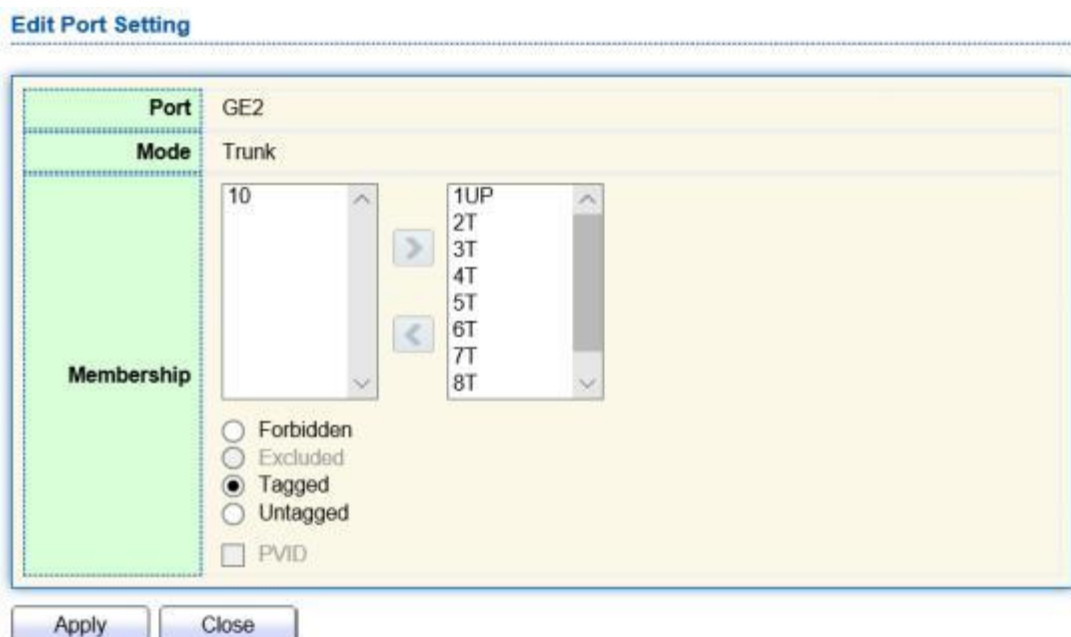 Edit Port Setting
Port GE2
Mode Trunk
Membership
10
1UP
2T
3T
4T
5T
6T
7T
8T
Forbidden
Excluded
Tagged
Untagged
PVID
Apply Close